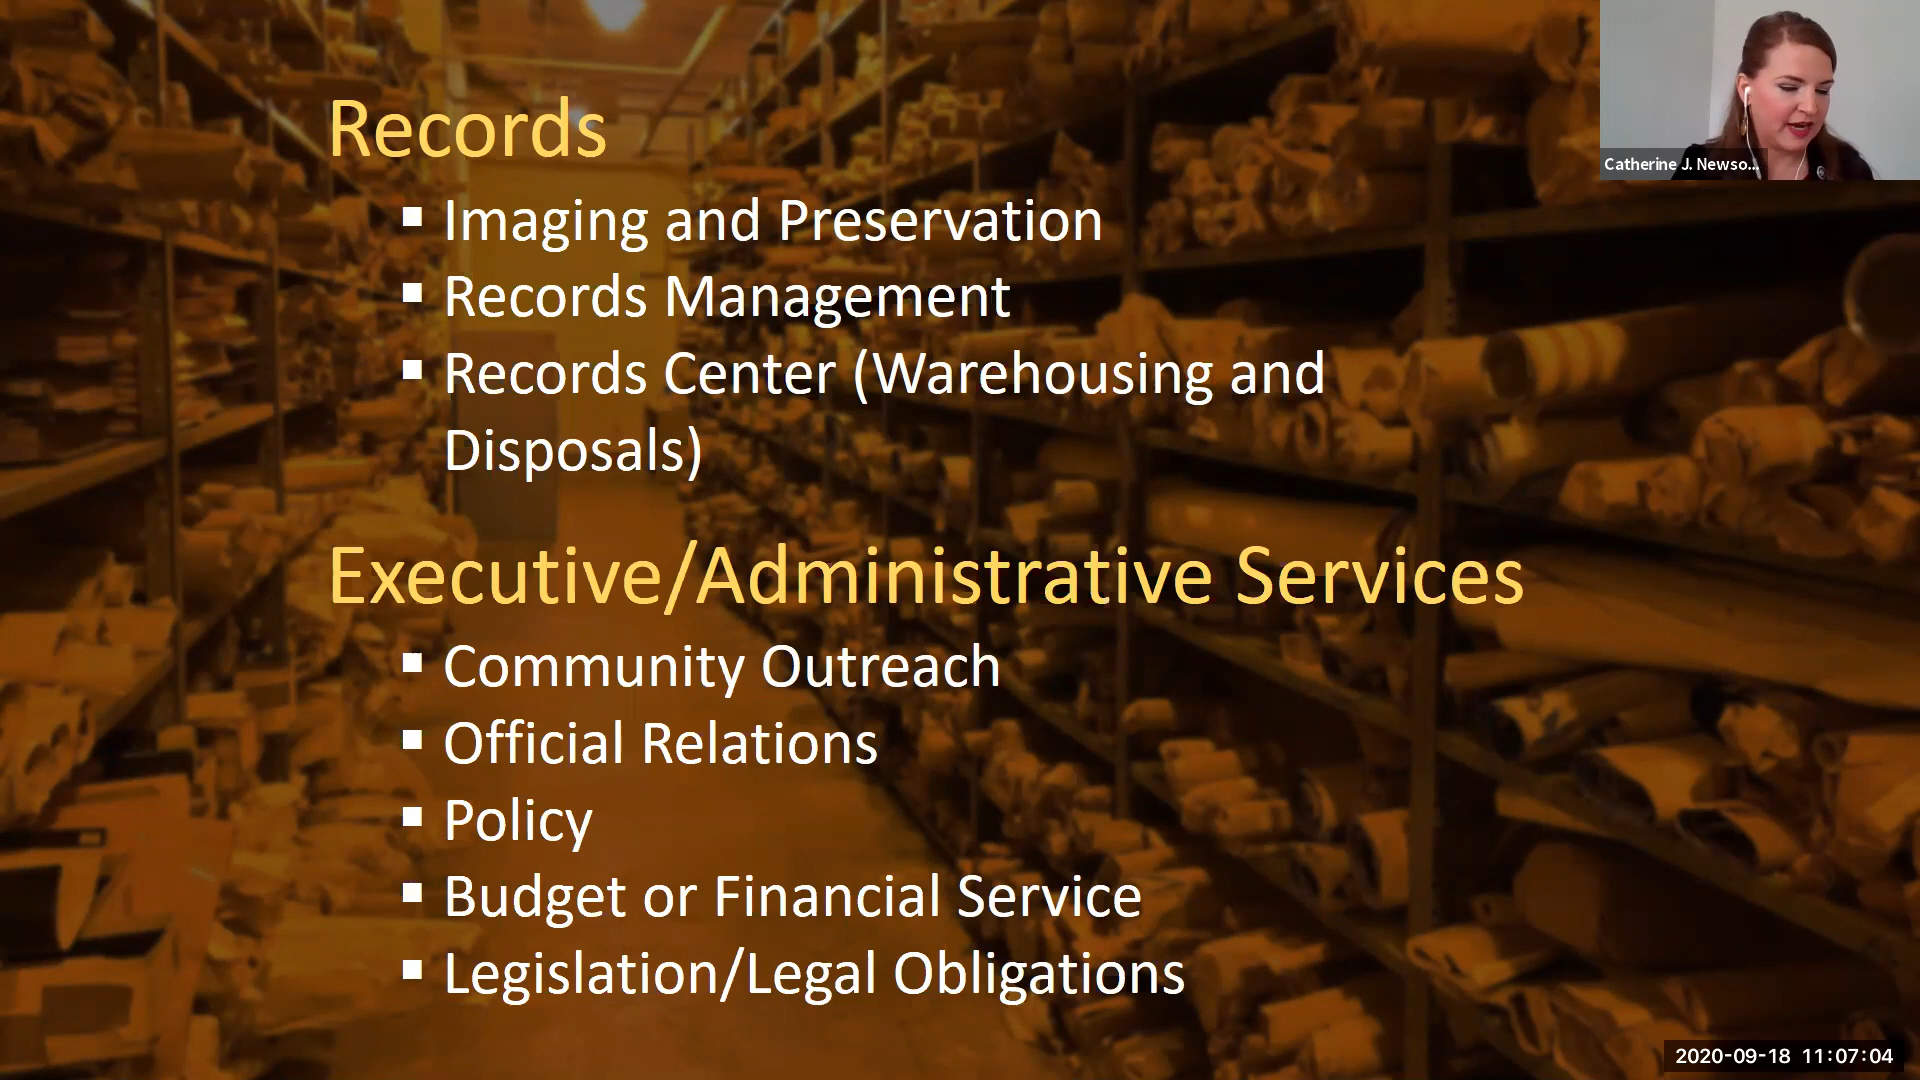 Records
▪ Imaging and Preservation
▪ Records Management
▪ Records Center (Warehousing and
Disposals)
Executive/Administrative Services
▪ Community Outreach
▪ Official Relations
▪ Policy
▪ Budget or Financial Service
▪ Legislation/Legal Obligations
Catherine J. Newso...
2020-09-18 11:07:04